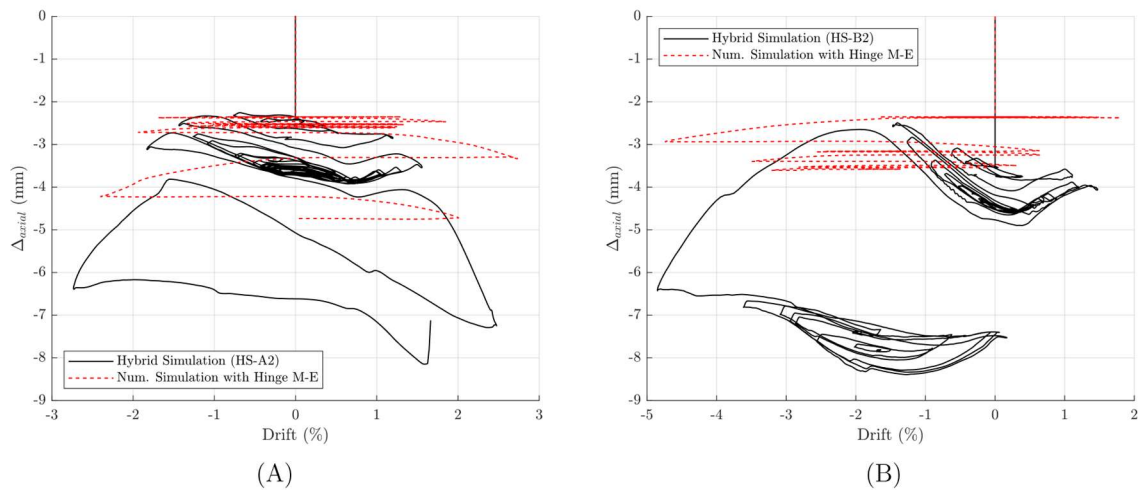 0
-1
-2
-3
-4
-5
-6
-7
-8
-9
Δaxial (mm)
Hybrid Simulation (HS-A2)
Num. Simulation with Hinge M-E
-3 -2 -1 0 1 2 3
Drift (%)
(A)
0
-1
-2
-3
-4
-5
-6
-7
-8
-9
Δaxial (mm)
Hybrid Simulation (HS-B2)
Num. Simulation with Hinge M-E
-5 -4 -3 -2 -1 0 1 2
Drift (%)
(B)